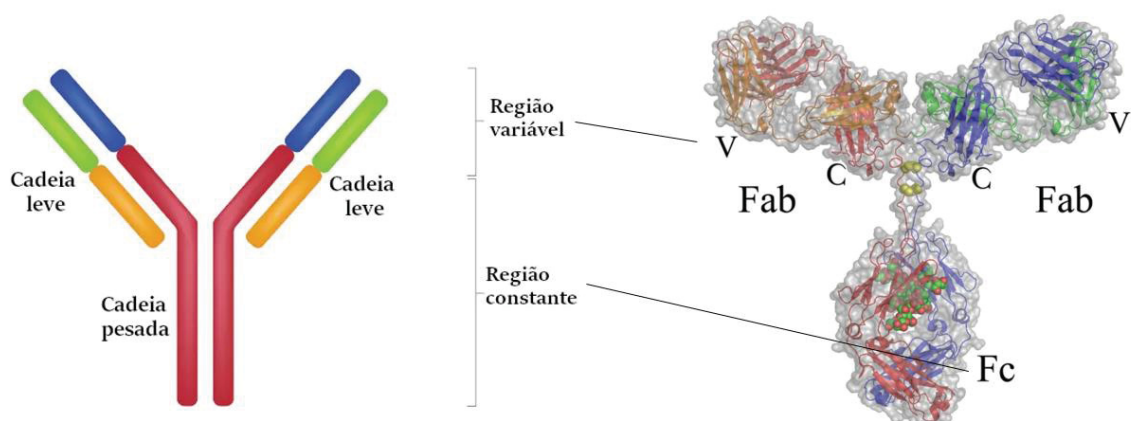 Cadeia
leve
Cadeia
leve
Cadeia
pesada
Região
variável
Região
constante
V
C
Fab
C
V
Fab
Fc